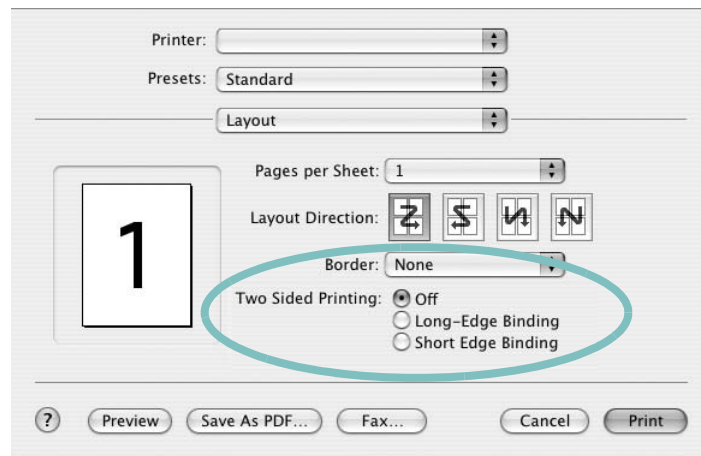 Printer:
Presets: Standard
Layout
Pages per Sheet: 1
1
Layout Direction:
Border: None
Two Sided Printing: Off
Long-Edge Binding
Short Edge Binding
? Preview Save As PDF... Fax... Cancel Print